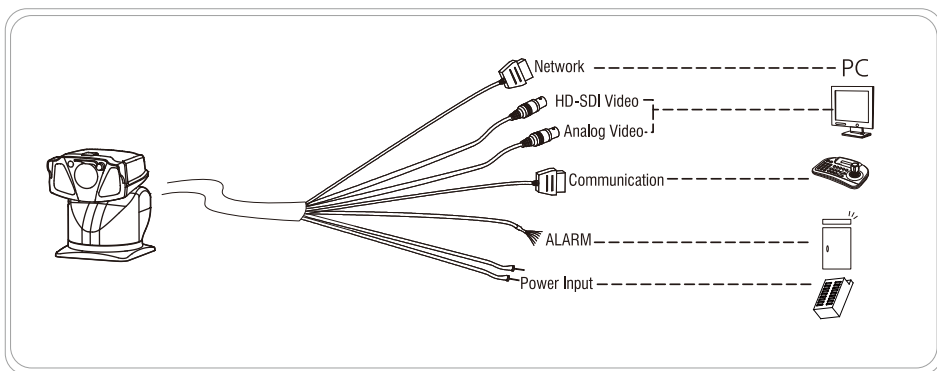 Network
PC
HD-SDI Video
Analog Video
Communication
ALARM
Power Input